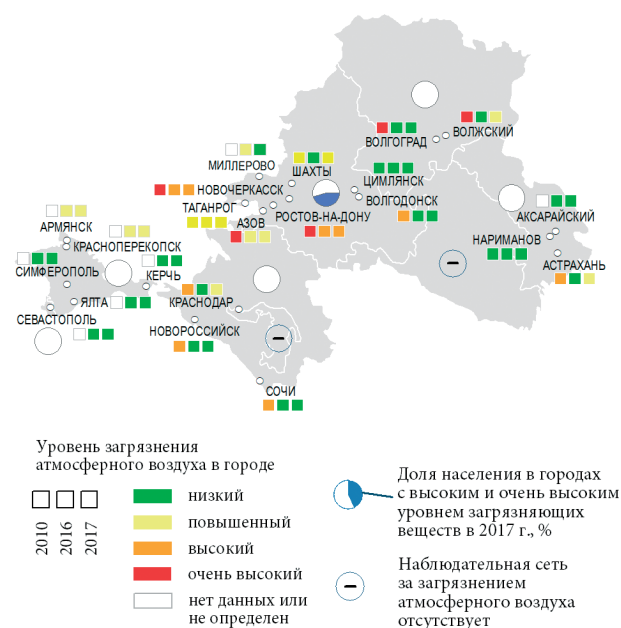 ВОЛГОГРАД
ВОЛЖСКИЙ
МИЛЛЕРОВО
ШАХТЫ
ЦИМЛЯНСК
НОВОЧЕРКАССК
ВОЛГОДОНСК
ТАГАНРОГ
РОСТОВ-НА-ДОНУ
АЗОВ
АКСАРАЙСКИЙ
АРМЯНСК
НАРИМАНОВ
КРАСНОПЕРЕКОПСК
АСТРАХАНЬ
СИМФЕРОПОЛЬ
КЕРЧЬ
ЯЛТА
КРАСНОДАР
СЕВАСТОПОЛЬ
НОВОРОССИЙСК
СОЧИ
Уровень загрязнения
атмосферного воздуха в городе
2010
2016
2017
низкий
повышенный
высокий
очень высокий
нет данных или
не определен
Доля населения в городах
с высоким и очень высоким
уровнем загрязняющих
веществ в 2017 г., %
Наблюдательная сеть
за загрязнением
атмосферного воздуха
отсутствует